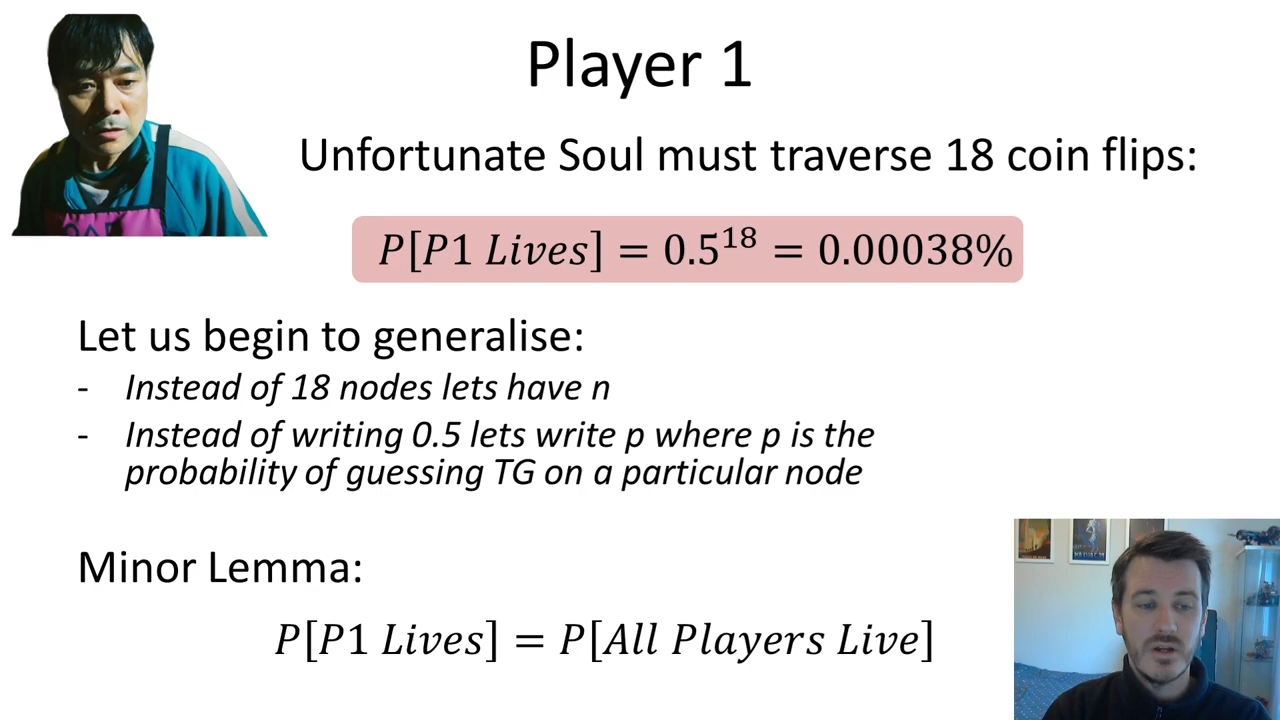 Player 1
Unfortunate Soul must traverse 18 coin flips:
P[P1 Lives] = 0.5¹⁸ = 0.00038%
Let us begin to generalise:
- Instead of 18 nodes lets have n
- Instead of writing 0.5 lets write p where p is the
probability of guessing TG on a particular node
Minor Lemma:
P[P1 Lives] = P[All Players Live]